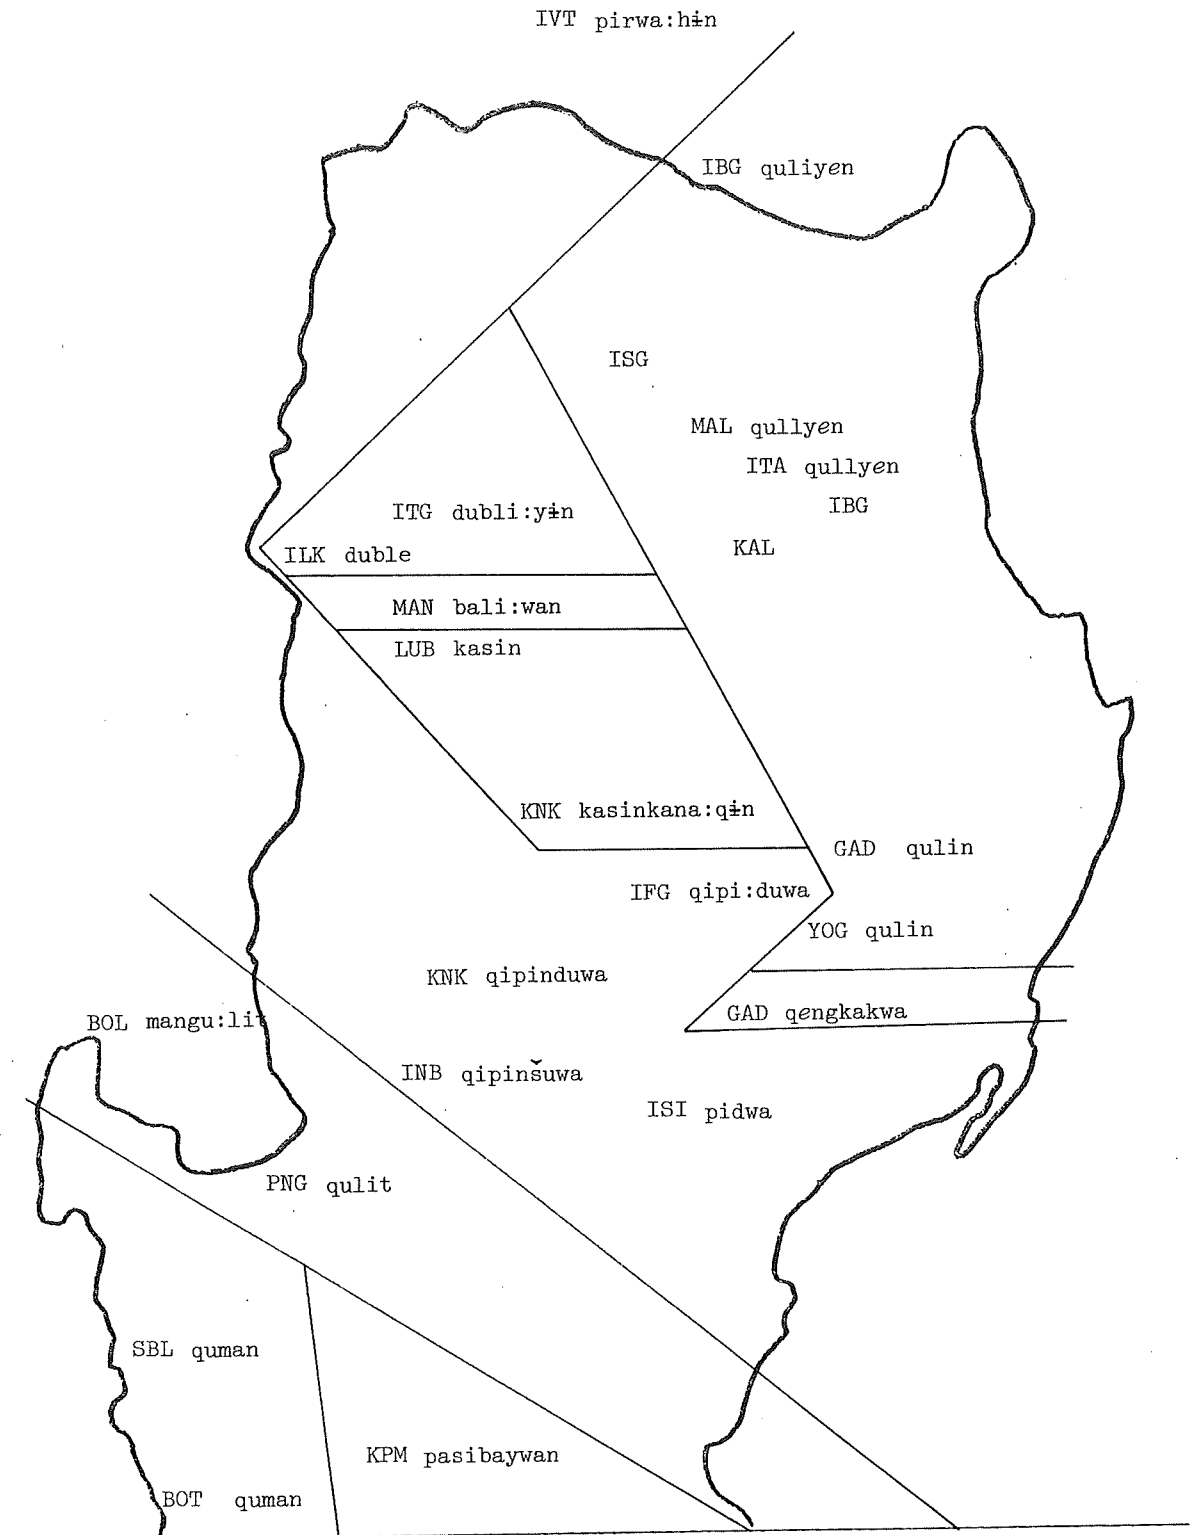 IVT pirwa:hɨn
IBG quliyen
ISG
MAL qullyen
ITA qullyen
IBG
ITG dubli:yɨn
KAL
ILK duble
MAN bali:wan
LUB kasin
KNK kasinkana:qɨn
GAD qulin
IFG qipi:duwa
YOG qulin
KNK qipinduwa
GAD qengkakwa
BOL mangu:lit
INB qipinšuwa
ISI pidwa
PNG qulit
SBL quman
KPM pasibaywan
BOT quman